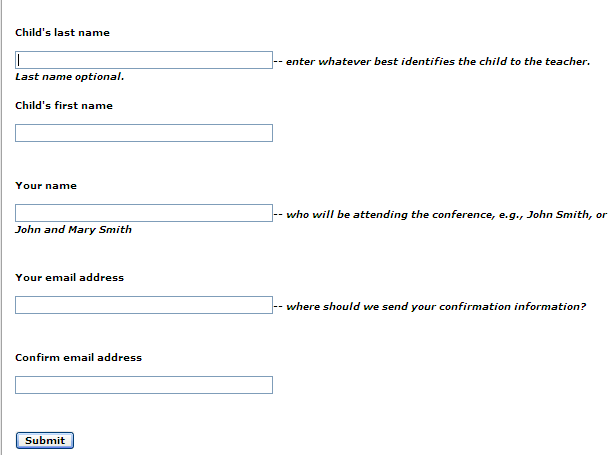 Child's last name
-- enter whatever best identifies the child to the teacher.
Last name optional.
Child's first name
Your name
-- who will be attending the conference, e.g., John Smith, or
John and Mary Smith
Your email address
-- where should we send your confirmation information?
Confirm email address
Submit